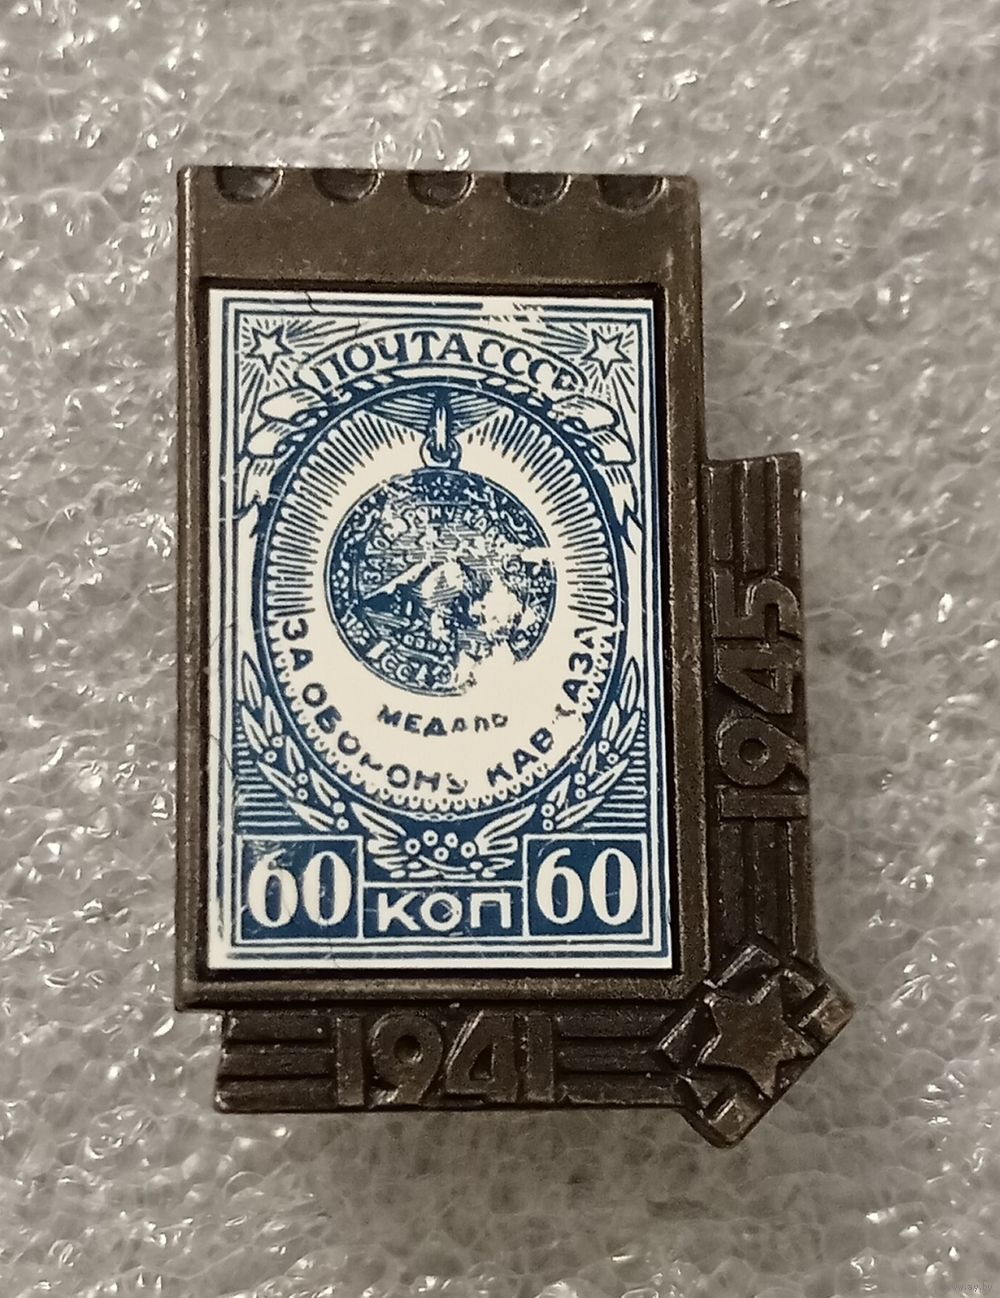 ПОЧТА СССР
МЕДАЛЬ
ЗА ОБОРОНУ КАВКАЗА
60 КОП 60
1941
1945